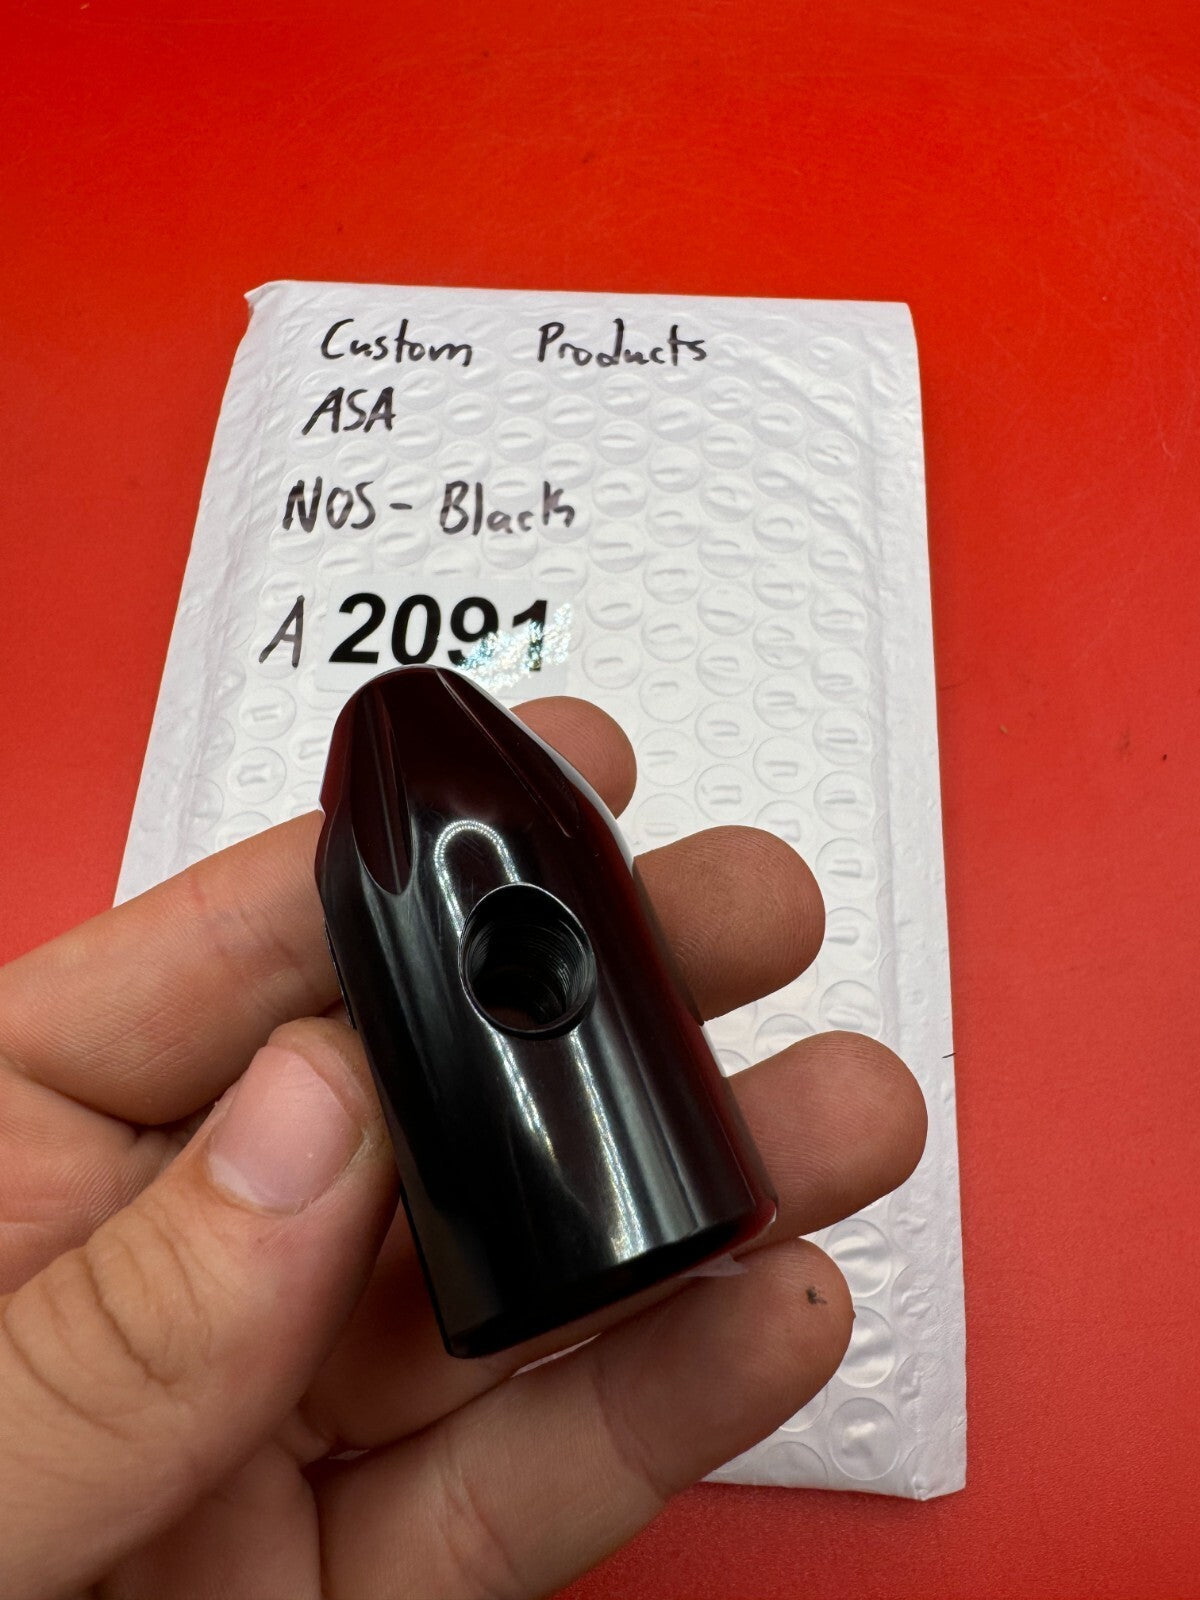 Custom Products
ASA
NOS - Black
A 2091